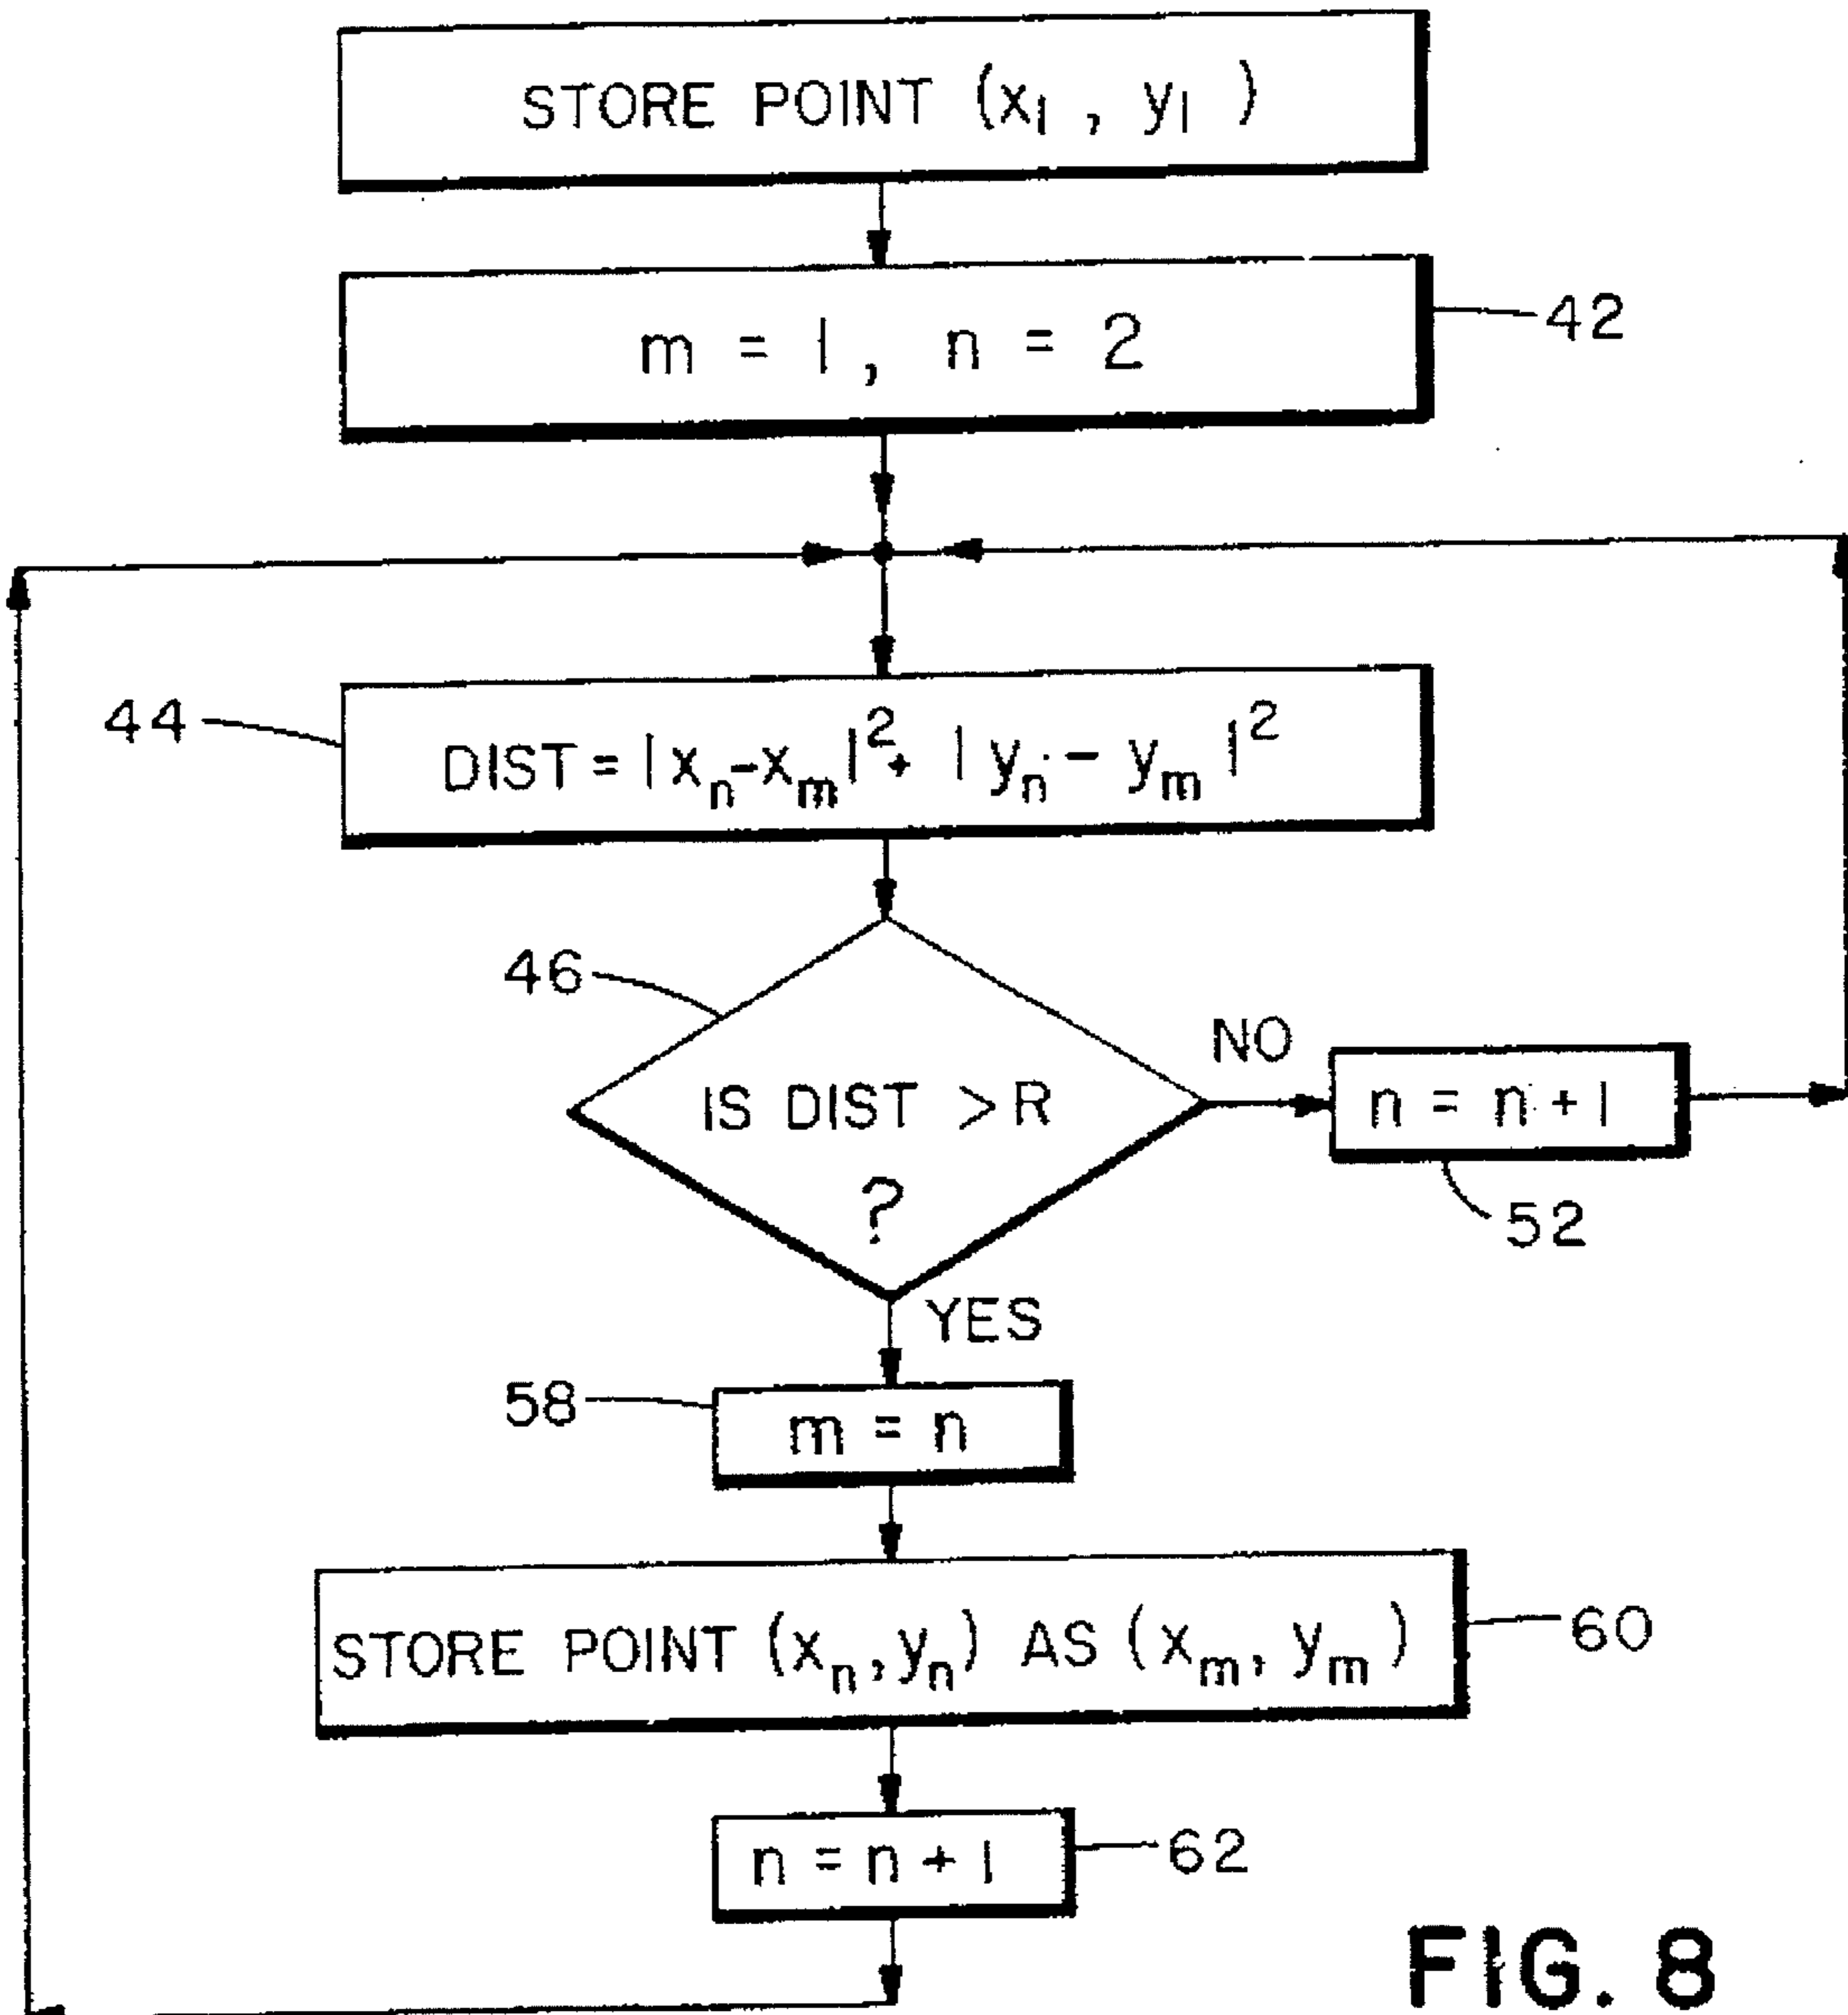 STORE POINT (x₁ , y₁ )
m = 1 , n = 2
42
44
DIST = |xₙ-xₘ|² + |yₙ - yₘ|²
46
IS DIST > R
?
NO
n = n + 1
52
YES
58
m = n
STORE POINT (xₙ,yₙ) AS (xₘ, yₘ)
60
n = n + 1
62
FIG. 8